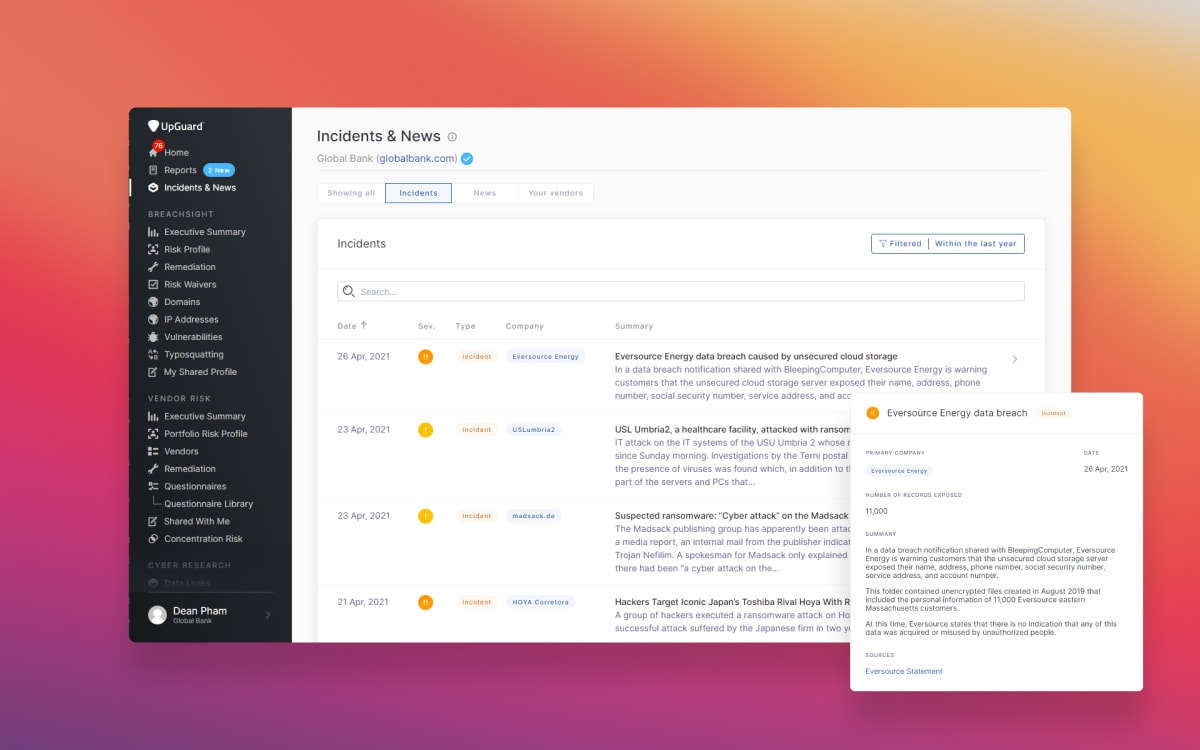 UpGuard
76
Home
Reports 2 New
Incidents & News
BREACHSIGHT
Executive Summary
Risk Profile
Remediation
Risk Waivers
Domains
IP Addresses
Vulnerabilities
Typosquatting
My Shared Profile
VENDOR RISK
Executive Summary
Portfolio Risk Profile
Vendors
Remediation
Questionnaires
Questionnaire Library
Shared With Me
Concentration Risk
CYBER RESEARCH
Data Leaks
Dean Pham
Global Bank
Incidents & News
Global Bank (globalbank.com)
Showing all Incidents News Your vendors
Incidents
Filtered | Within the last year
Search...
Date Sev. Type Company Summary
26 Apr, 2021 !! Incident Eversource Energy Eversource Energy data breach caused by unsecured cloud storage
In a data breach notification shared with BleepingComputer, Eversource Energy is warning
customers that the unsecured cloud storage server exposed their name, address, phone
number, social security number, service address, and acc
23 Apr, 2021 ! Incident USLumbria2 USL Umbria2, a healthcare facility, attacked with ransom
IT attack on the IT systems of the USU Umbria 2 whose
since Sunday morning. Investigations by the Terni postal
the presence of viruses was found which, in addition to
part of the servers and PCs that...
23 Apr, 2021 ! Incident madsack.de Suspected ransomware: "Cyber attack" on the Madsack
The Madsack publishing group has apparently been
a media report, an internal mail from the publisher
Trojan Nefilim. A spokesman for Madsack only explained
there had been "a cyber attack on the...
21 Apr, 2021 !! Incident HOYA Corretora Hackers Target Iconic Japan's Toshiba Rival Hoya With R
A group of hackers executed a ransomware attack on Ho
successful attack suffered by the Japanese firm in two
!! Eversource Energy data breach Incident
PRIMARY COMPANY DATE
Eversource Energy 26 Apr, 2021
NUMBER OF RECORDS EXPOSED
11,000
SUMMARY
In a data breach notification shared with BleepingComputer, Eversource
Energy is warning customers that the unsecured cloud storage server
exposed their name, address, phone number, social security number,
service address, and account number.
This folder contained unencrypted files created in August 2019 that
included the personal information of 11,000 Eversource eastern
Massachusetts customers.
At this time, Eversource states that there is no indication that any of this
data was acquired or misused by unauthorized people.
SOURCES
Eversource Statement